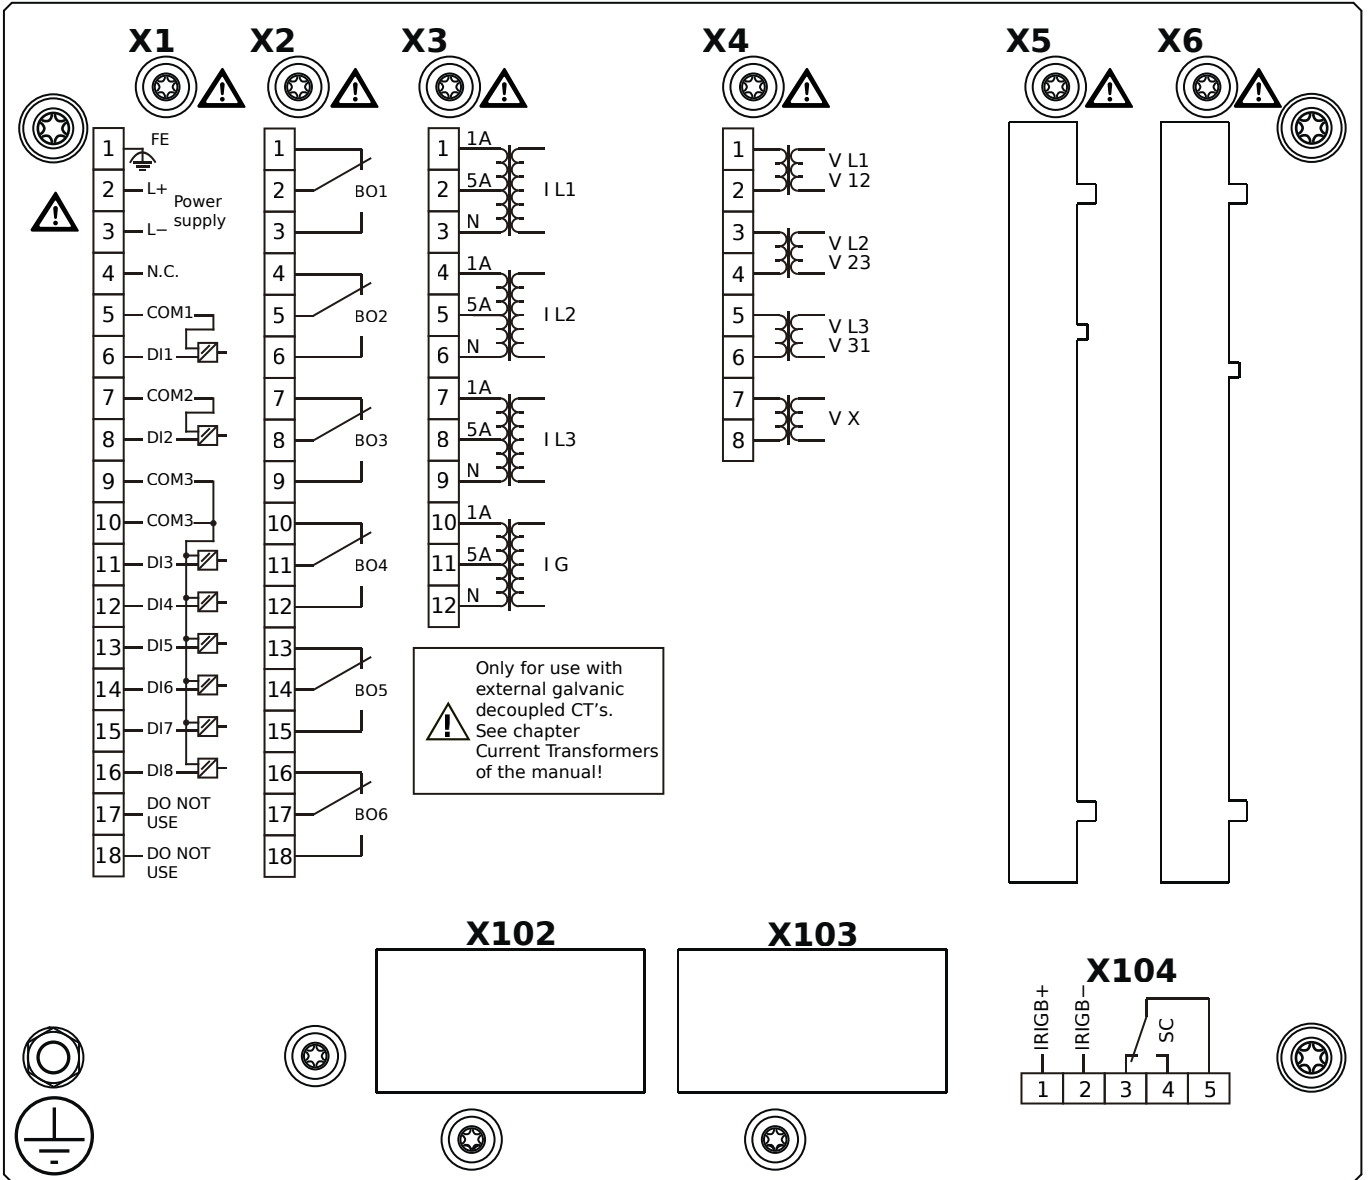 X1
X2
X3
X4
X5
X6
1
FE
2
L+
Power
supply
3
L−
4
N.C.
5
COM1
6
DI1
7
COM2
8
DI2
9
COM3
10
COM3
11
DI3
12
DI4
13
DI5
14
DI6
15
DI7
16
DI8
17
DO NOT
USE
18
DO NOT
USE
1
2
BO1
3
4
5
BO2
6
7
8
BO3
9
10
11
BO4
12
13
14
BO5
15
16
17
BO6
18
1
1A
2
5A
I L1
3
N
4
1A
5
5A
I L2
6
N
7
1A
8
5A
I L3
9
N
10
1A
11
5A
I G
12
N
!
Only for use with
external galvanic
decoupled CT's.
See chapter
Current Transformers
of the manual!
1
V L1
2
V 12
3
V L2
4
V 23
5
V L3
6
V 31
7
V X
8
X102
X103
X104
IRIGB+
IRIGB−
SC
1 2 3 4 5